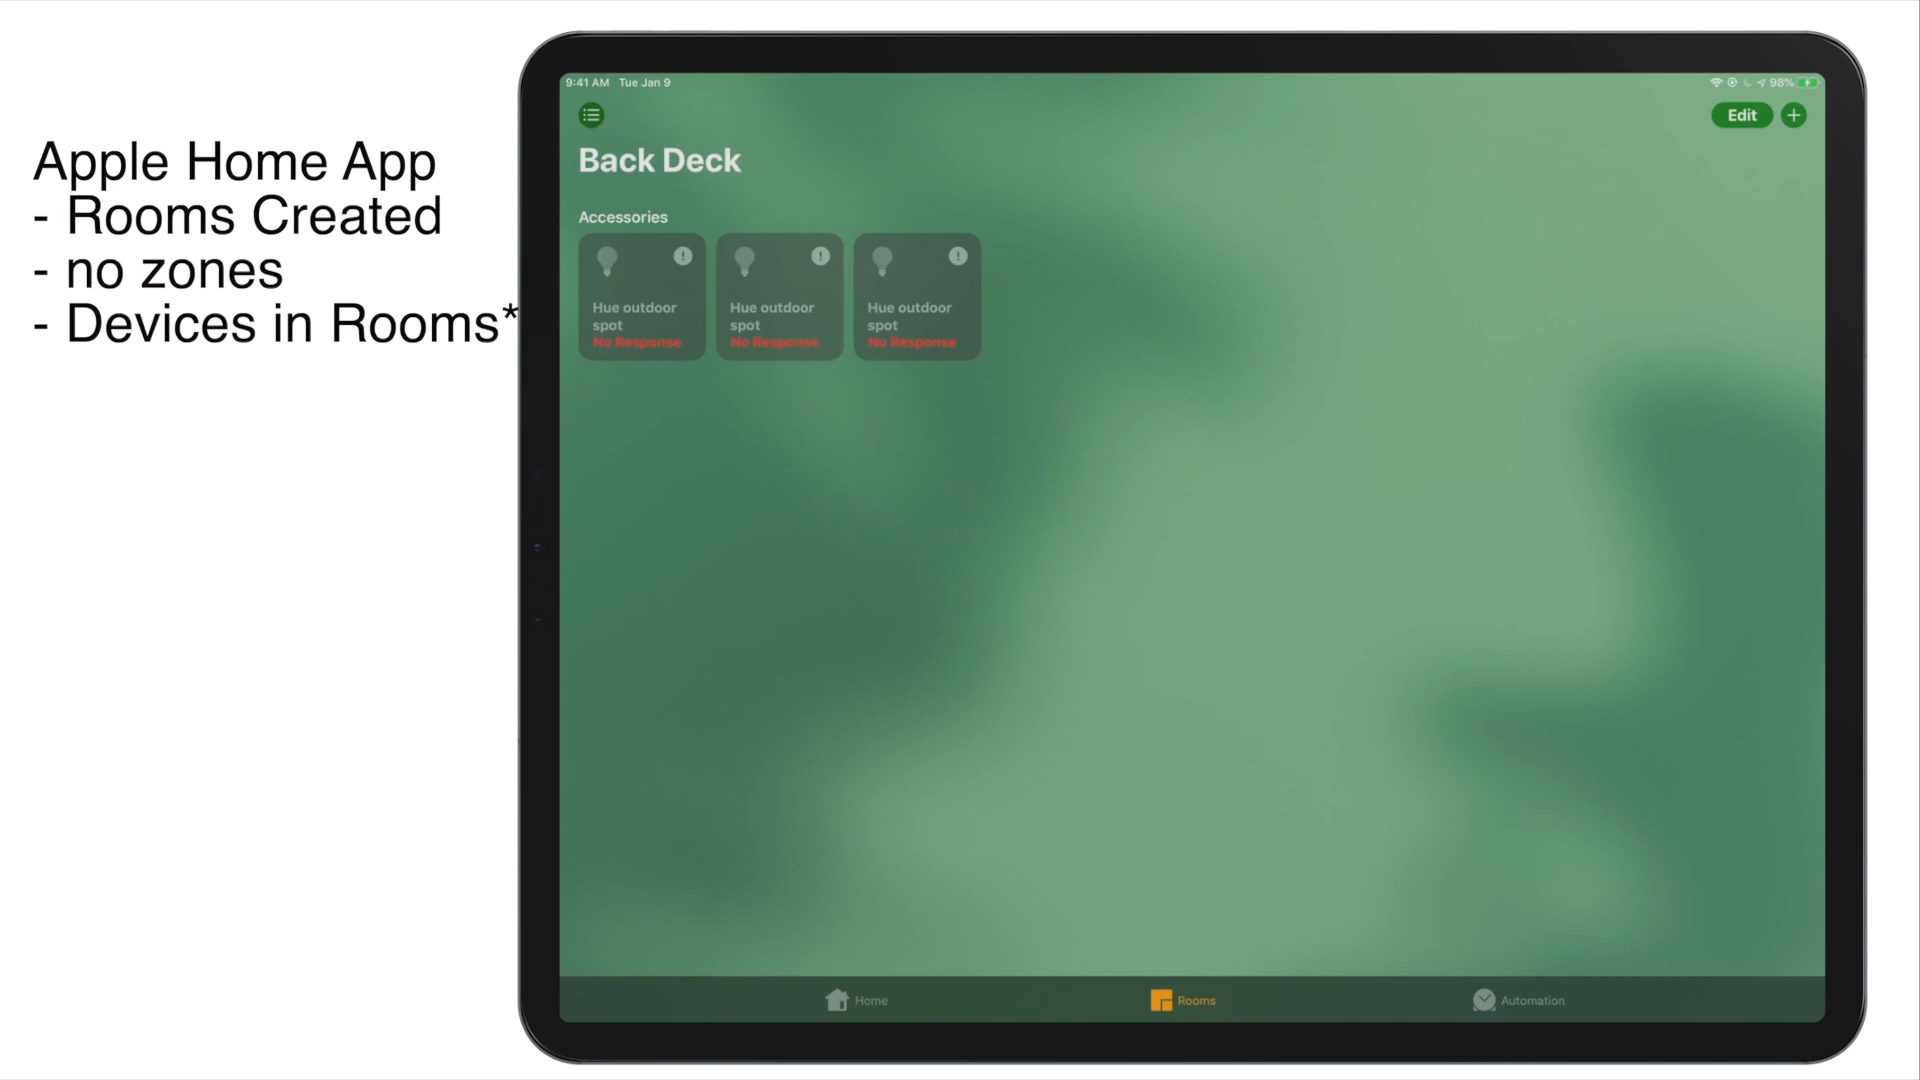 Apple Home App
- Rooms Created
- no zones
- Devices in Rooms*
9:41 AM Tue Jan 9
98%
Edit
Back Deck
Accessories
Hue outdoor
spot
No Response
Hue outdoor
spot
No Response
Hue outdoor
spot
No Response
Home
Rooms
Automation